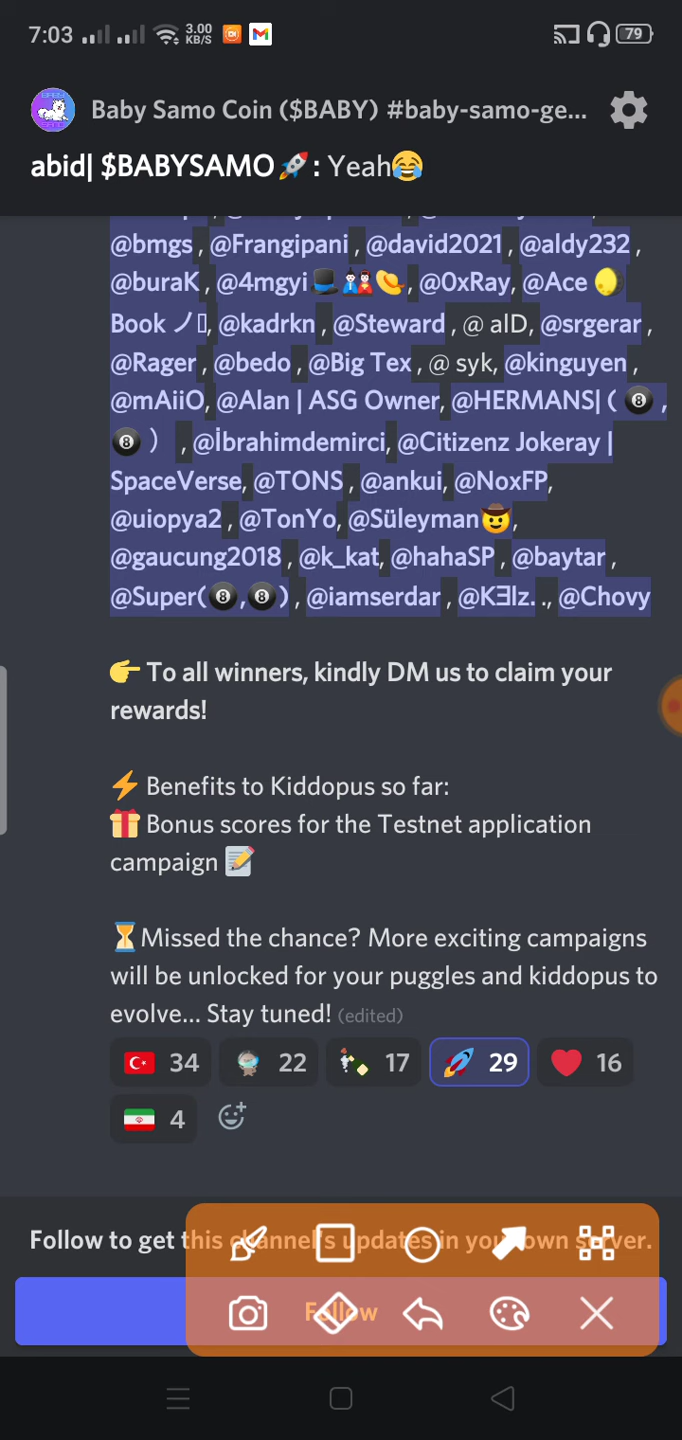 7:03 3.00 KB/S 79
Baby Samo Coin ($BABY) #baby-samo-ge...
abid| $BABYSAMO🚀: Yeah😂
@bmgs , @Frangipani , @david2021 , @aldy232 ,
@buraK , @4mgyi🎩🎎👒 , @0xRay, @Ace 🥚
Book ノ, @kadrkn , @Steward , @ alD, @srgerar ,
@Rager , @bedo , @Big Tex , @ syk, @kinguyen ,
@mAiiO, @Alan | ASG Owner, @HERMANS| ( 🎱 ,
🎱 ) , @İbrahimdemirci, @Citizenz Jokeray |
SpaceVerse, @TONS , @ankui, @NoxFP,
@uiopya2 , @TonYo, @Süleyman🤠,
@gaucung2018 , @k_kat, @hahaSP , @baytar ,
@Super(🎱,🎱) , @iamserdar , @KƎlz. ., @Chovy
👉 To all winners, kindly DM us to claim your
rewards!
⚡ Benefits to Kiddopus so far:
🎁 Bonus scores for the Testnet application
campaign 📝
⏳Missed the chance? More exciting campaigns
will be unlocked for your puggles and kiddopus to
evolve... Stay tuned! (edited)
🇹🇷 34 22 17 🚀 29 ❤️ 16
🇮🇷 4
Follow to get this channel's updates in your own server.
Follow